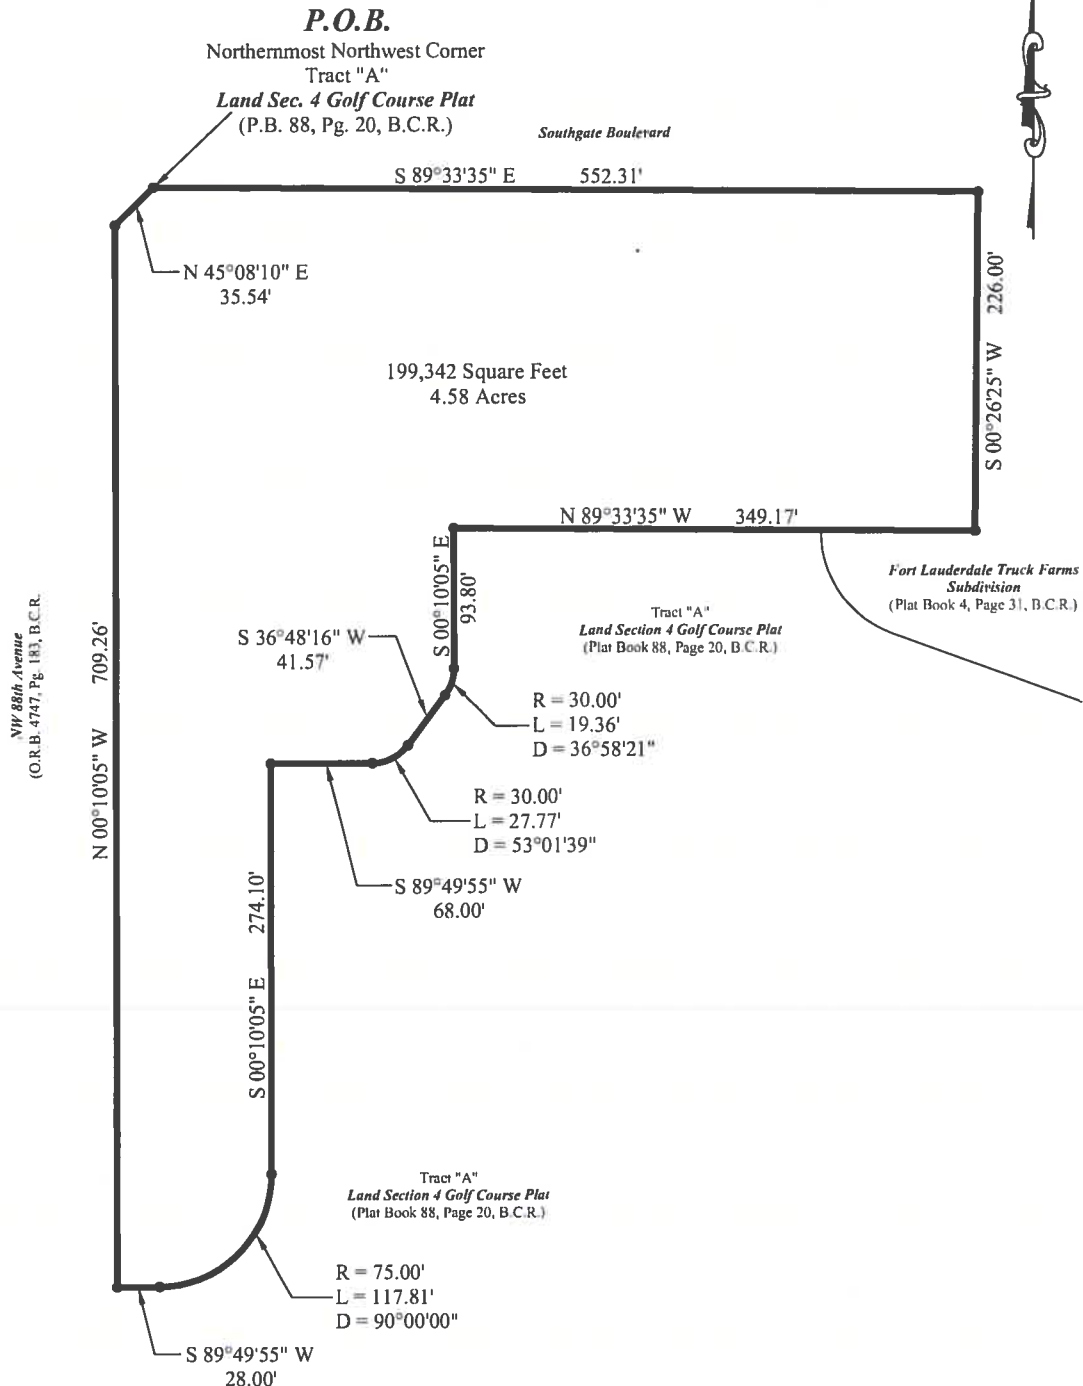 P.O.B.
Northernmost Northwest Corner
Tract "A"
Land Sec. 4 Golf Course Plat
(P.B. 88, Pg. 20, B.C.R.)
Southgate Boulevard
S 89°33'35" E 552.31'
N 45°08'10" E
35.54'
S 00°26'25" W 226.00'
199,342 Square Feet
4.58 Acres
N 89°33'35" W 349.17'
Fort Lauderdale Truck Farms
Subdivision
(Plat Book 4, Page 31, B.C.R.)
S 00°10'05" E
93.80'
Tract "A"
Land Section 4 Golf Course Plat
(Plat Book 88, Page 20, B.C.R.)
S 36°48'16" W
41.57'
NW 88th Avenue
(O.R.B. 4747, Pg. 183, B.C.R.
N 00°10'05" W 709.26'
R = 30.00'
L = 19.36'
D = 36°58'21"
R = 30.00'
L = 27.77'
D = 53°01'39"
S 89°49'55" W
68.00'
S 00°10'05" E 274.10'
Tract "A"
Land Section 4 Golf Course Plat
(Plat Book 88, Page 20, B.C.R.)
R = 75.00'
L = 117.81'
D = 90°00'00"
S 89°49'55" W
28.00'